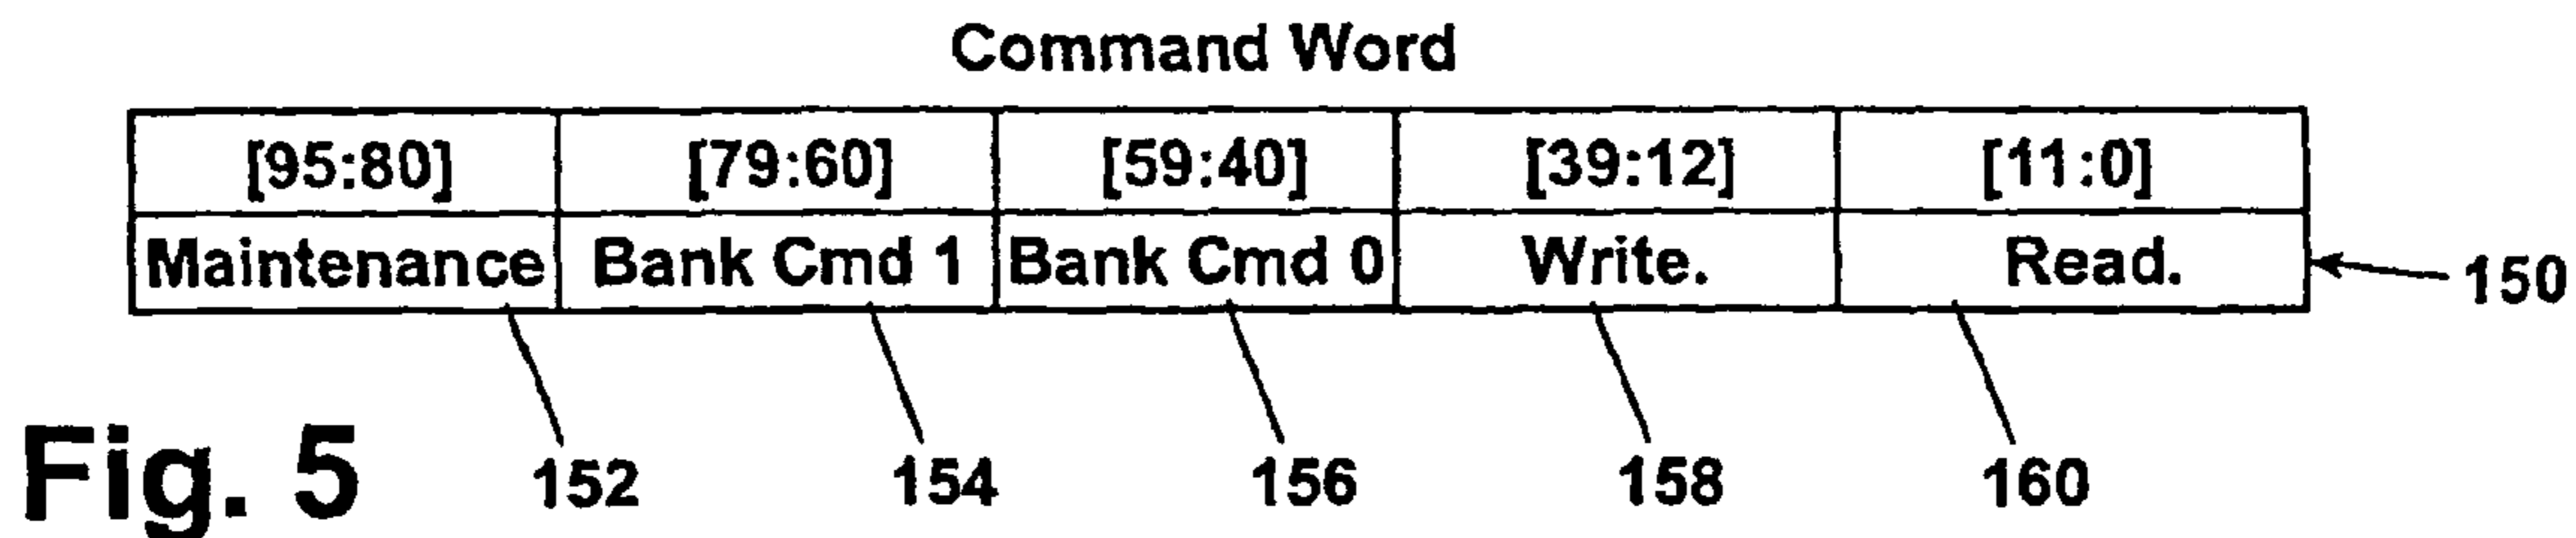 Command Word
[95:80] [79:60] [59:40] [39:12] [11:0]
Maintenance Bank Cmd 1 Bank Cmd 0 Write. Read.
150
152 154 156 158 160
Fig. 5